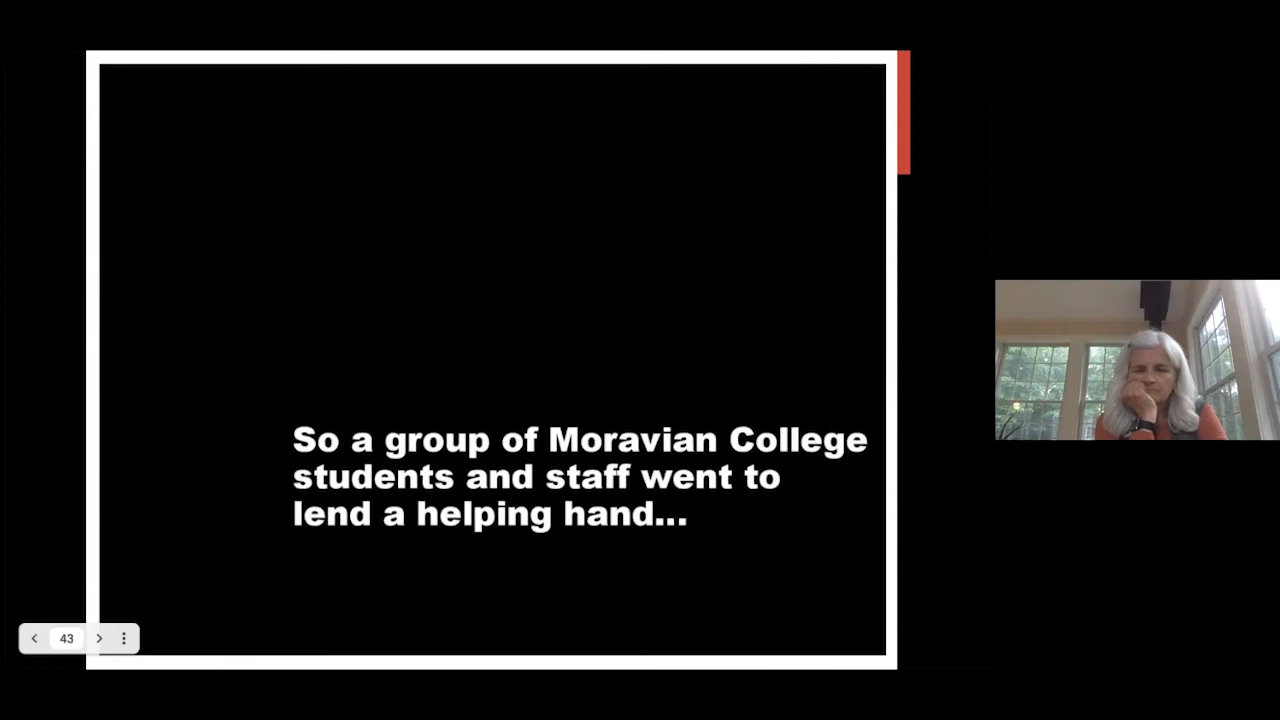 So a group of Moravian College
students and staff went to
lend a helping hand...
43